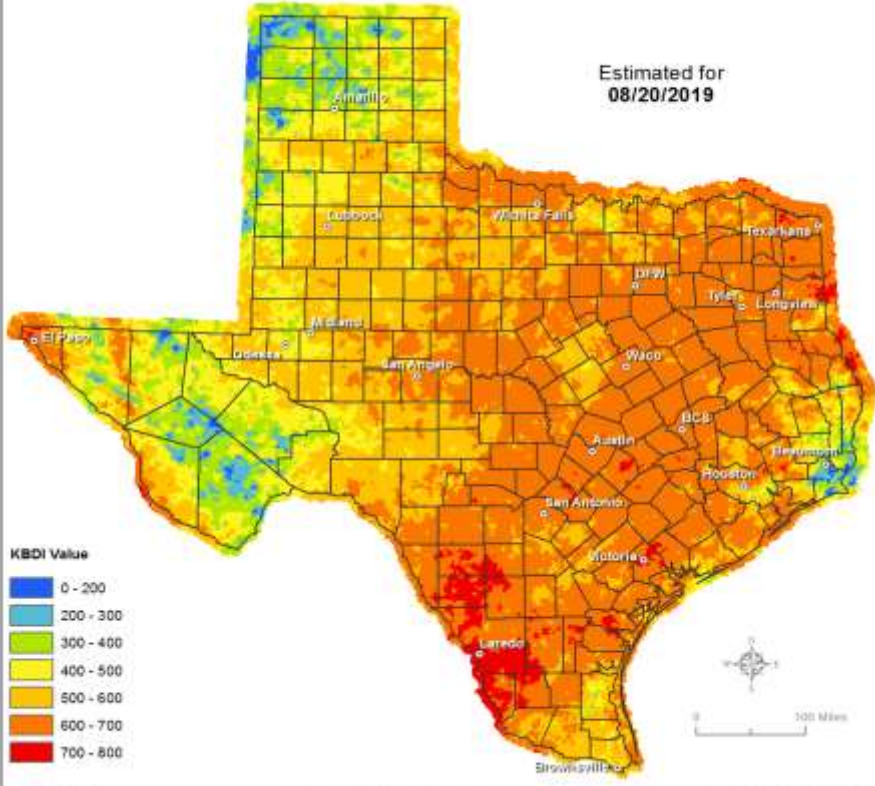 Estimated for
08/20/2019
Amarillo
Lubbock
Wichita Falls
Texarkana
DFW
Tyler
Longview
El Paso
Midland
Odessa
San Angelo
Waco
BCS
Austin
Beaumont
Houston
San Antonio
Victoria
Laredo
Brownsville
KBDI Value
0 - 200
200 - 300
300 - 400
400 - 500
500 - 600
600 - 700
700 - 800
0 100 Miles